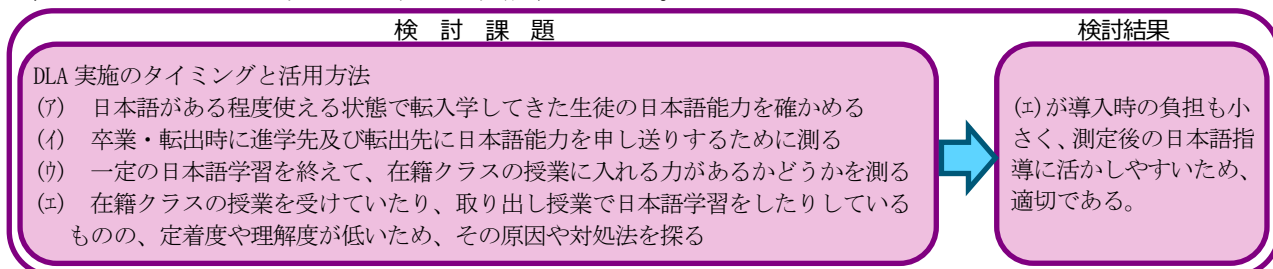 検 討 課 題
DLA 実施のタイミングと活用方法
㈎ 日本語がある程度使える状態で転入学してきた生徒の日本語能力を確かめる
㈏ 卒業・転出時に進学先及び転出先に日本語能力を申し送りするために測る
㈐ 一定の日本語学習を終えて、在籍クラスの授業に入れる力があるかどうかを測る
㈑ 在籍クラスの授業を受けていたり、取り出し授業で日本語学習をしたりしている
ものの、定着度や理解度が低いため、その原因や対処法を探る
検討結果
(ｴ)が導入時の負担も小
さく、測定後の日本語指
導に活かしやすいため、
適切である。